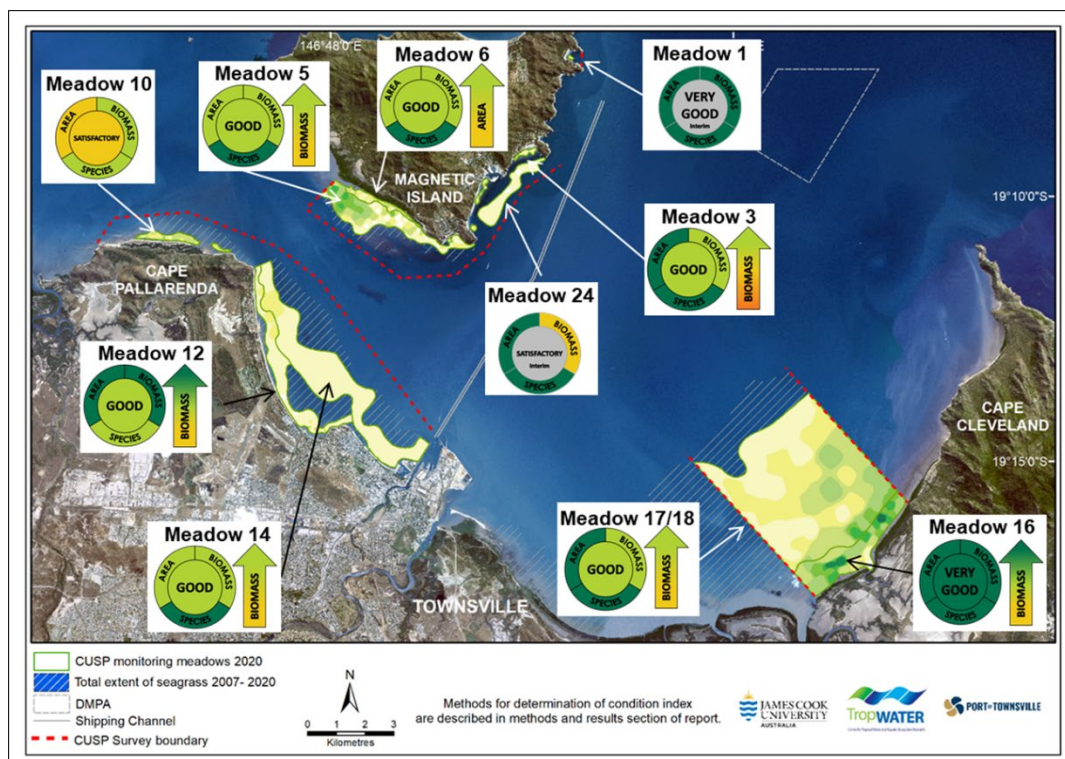 146°48'0"E
Meadow 10
AREA
BIOMASS
SATISFACTORY
Meadow 5
AREA
BIOMASS
GOOD
SPECIES
BIOMASS
Meadow 6
AREA
BIOMASS
GOOD
SPECIES
AREA
Meadow 1
AREA
BIOMASS
VERY
GOOD
Interim
MAGNETIC
ISLAND
19°10'0"S
Meadow 3
AREA
BIOMASS
GOOD
SPECIES
BIOMASS
CAPE
PALLARENDA
Meadow 24
AREA
BIOMASS
SATISFACTORY
Interim
SPECIES
Meadow 12
AREA
BIOMASS
GOOD
SPECIES
BIOMASS
CAPE
CLEVELAND
19°15'0"S
Meadow 14
AREA
BIOMASS
GOOD
SPECIES
BIOMASS
Meadow 17/18
AREA
BIOMASS
GOOD
SPECIES
BIOMASS
Meadow 16
AREA
BIOMASS
VERY
GOOD
SPECIES
BIOMASS
TOWNSVILLE
CUSP monitoring meadows 2020
Total extent of seagrass 2007- 2020
DMPA
Shipping Channel
CUSP Survey boundary
N
0 1 2 3
Kilometres
Methods for determination of condition index
are described in methods and results section of report.
JAMES COOK
UNIVERSITY
AUSTRALIA
TropWATER
PORT OF TOWNSVILLE